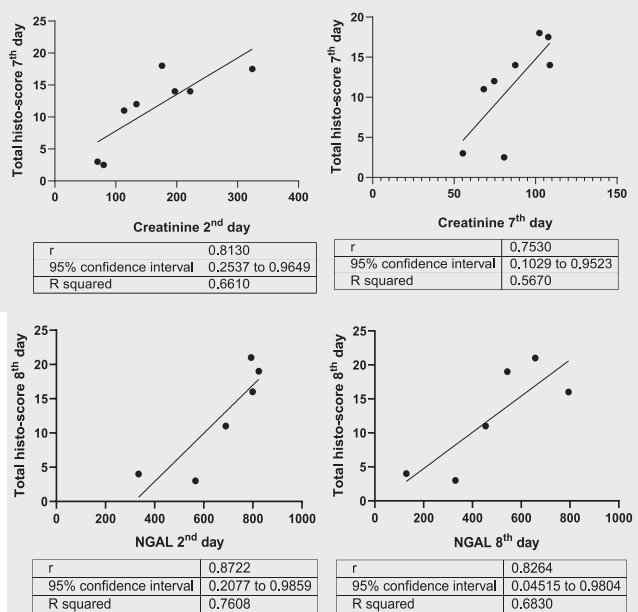 25
20
15
10
5
0
0 100 200 300 400
Total histo-score 7th day
Creatinine 2nd day
r 0.8130
95% confidence interval 0.2537 to 0.9649
R squared 0.6610
20
15
10
5
0
0 50 100 150
Total histo-score 7th day
Creatinine 7th day
r 0.7530
95% confidence interval 0.1029 to 0.9523
R squared 0.5670
25
20
15
10
5
0
0 200 400 600 800 1000
Total histo-score 8th day
NGAL 2nd day
r 0.8722
95% confidence interval 0.2077 to 0.9859
R squared 0.7608
25
20
15
10
5
0
0 200 400 600 800 1000
Total histo-score 8th day
NGAL 8th day
r 0.8264
95% confidence interval 0.04515 to 0.9804
R squared 0.6830